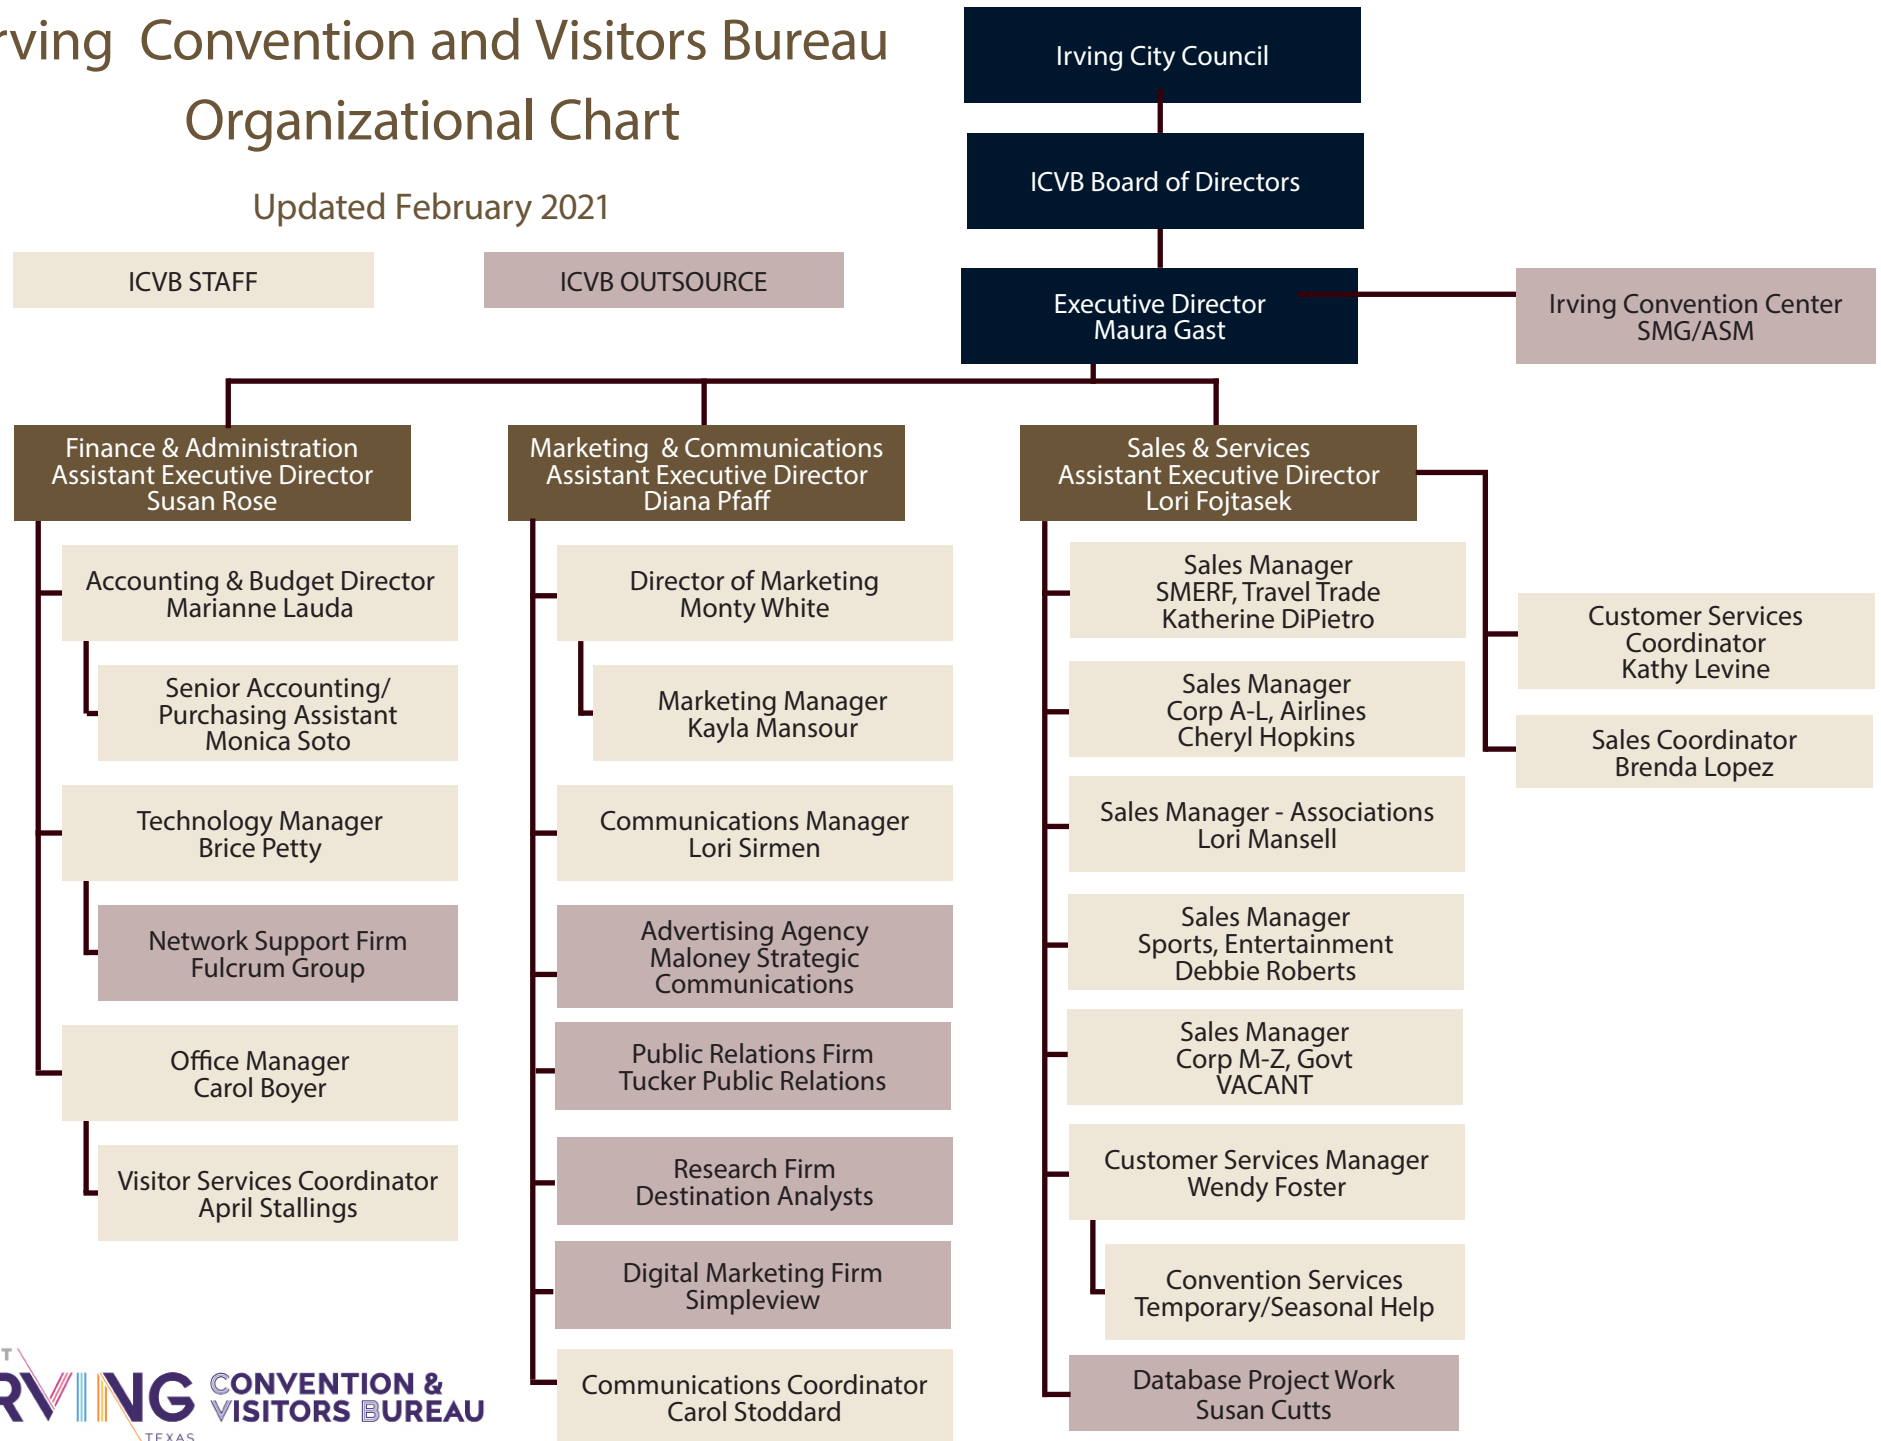 rving Convention and Visitors Bureau
Organizational Chart
Updated February 2021
ICVB STAFF
ICVB OUTSOURCE
Irving City Council
ICVB Board of Directors
Executive Director
Maura Gast
Irving Convention Center
SMG/ASM
Finance & Administration
Assistant Executive Director
Susan Rose
Accounting & Budget Director
Marianne Lauda
Senior Accounting/
Purchasing Assistant
Monica Soto
Technology Manager
Brice Petty
Network Support Firm
Fulcrum Group
Office Manager
Carol Boyer
Visitor Services Coordinator
April Stallings
Marketing & Communications
Assistant Executive Director
Diana Pfaff
Director of Marketing
Monty White
Marketing Manager
Kayla Mansour
Communications Manager
Lori Sirmen
Advertising Agency
Maloney Strategic
Communications
Public Relations Firm
Tucker Public Relations
Research Firm
Destination Analysts
Digital Marketing Firm
Simpleview
Communications Coordinator
Carol Stoddard
Sales & Services
Assistant Executive Director
Lori Fojtasek
Sales Manager
SMERF, Travel Trade
Katherine DiPietro
Sales Manager
Corp A-L, Airlines
Cheryl Hopkins
Sales Manager - Associations
Lori Mansell
Sales Manager
Sports, Entertainment
Debbie Roberts
Sales Manager
Corp M-Z, Govt
VACANT
Customer Services Manager
Wendy Foster
Convention Services
Temporary/Seasonal Help
Database Project Work
Susan Cutts
Customer Services
Coordinator
Kathy Levine
Sales Coordinator
Brenda Lopez
T
RVING
TEXAS
CONVENTION &
VISITORS BUREAU